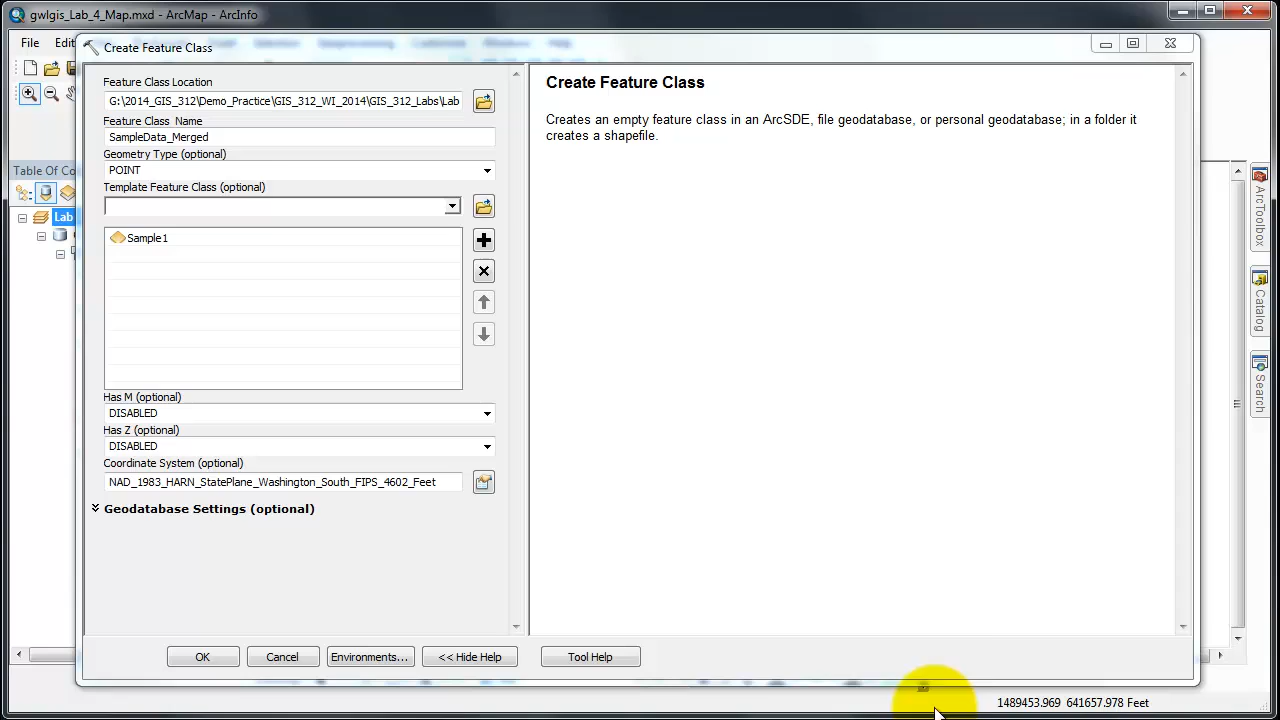 gwlgis_Lab_4_Map.mxd - ArcMap - ArcInfo
File
Edit
Create Feature Class
Feature Class Location
G:\2014_GIS_312\Demo_Practice\GIS_312_WI_2014\GIS_312_Labs\Lab
Feature Class Name
SampleData_Merged
Geometry Type (optional)
POINT
Template Feature Class (optional)
Sample1
Has M (optional)
DISABLED
Has Z (optional)
DISABLED
Coordinate System (optional)
NAD_1983_HARN_StatePlane_Washington_South_FIPS_4602_Feet
Geodatabase Settings (optional)
OK
Cancel
Environments...
<< Hide Help
Tool Help
Create Feature Class
Creates an empty feature class in an ArcSDE, file geodatabase, or personal geodatabase; in a folder it
creates a shapefile.
Table Of Co
Lab
ArcToolbox
Catalog
Search
1489453.969 641657.978 Feet